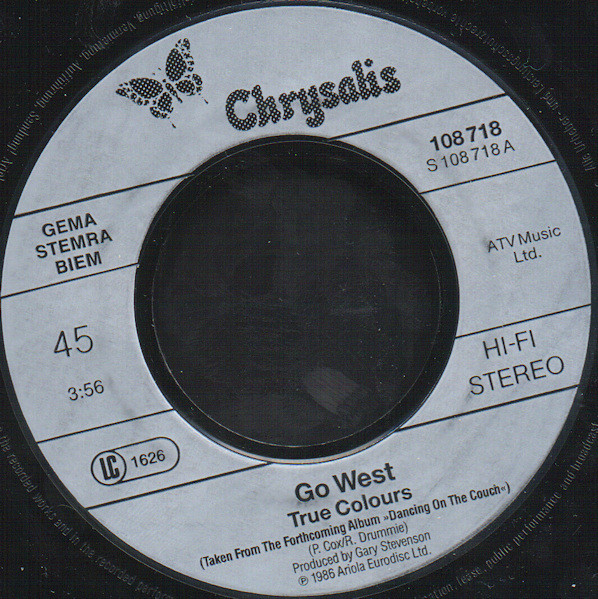 Chrysalis
108 718
S 108 718 A
GEMA
STEMRA
BIEM
ATV Music
Ltd.
45
3:56
HI-FI
STEREO
LC 1626
Go West
True Colours
(Taken From The Forthcoming Album »Dancing On The Couch«)
(P. Cox/R. Drummie)
Produced by Gary Stevenson
℗ 1986 Ariola Eurodisc Ltd.